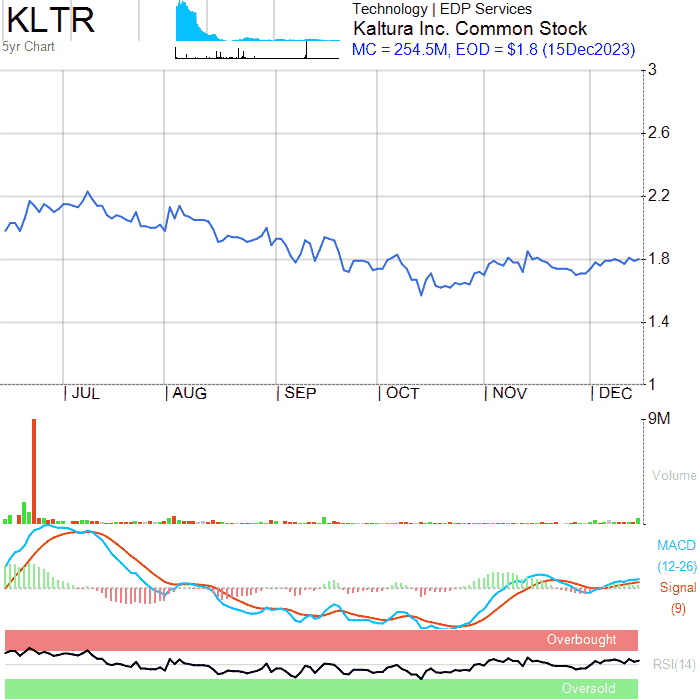 KLTR
5yr Chart
Technology | EDP Services
Kaltura Inc. Common Stock
MC = 254.5M, EOD = $1.8 (15Dec2023)
3
2.6
2.2
1.8
1.4
1
JUL AUG SEP OCT NOV DEC
9M
Volume
MACD
(12-26)
Signal
(9)
Overbought
RSI(14)
Oversold